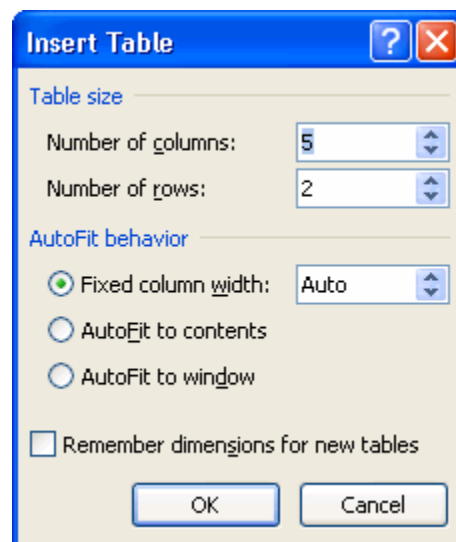 Insert Table ?
Table size
Number of columns: 5
Number of rows: 2
AutoFit behavior
Fixed column width: Auto
AutoFit to contents
AutoFit to window
Remember dimensions for new tables
OK Cancel